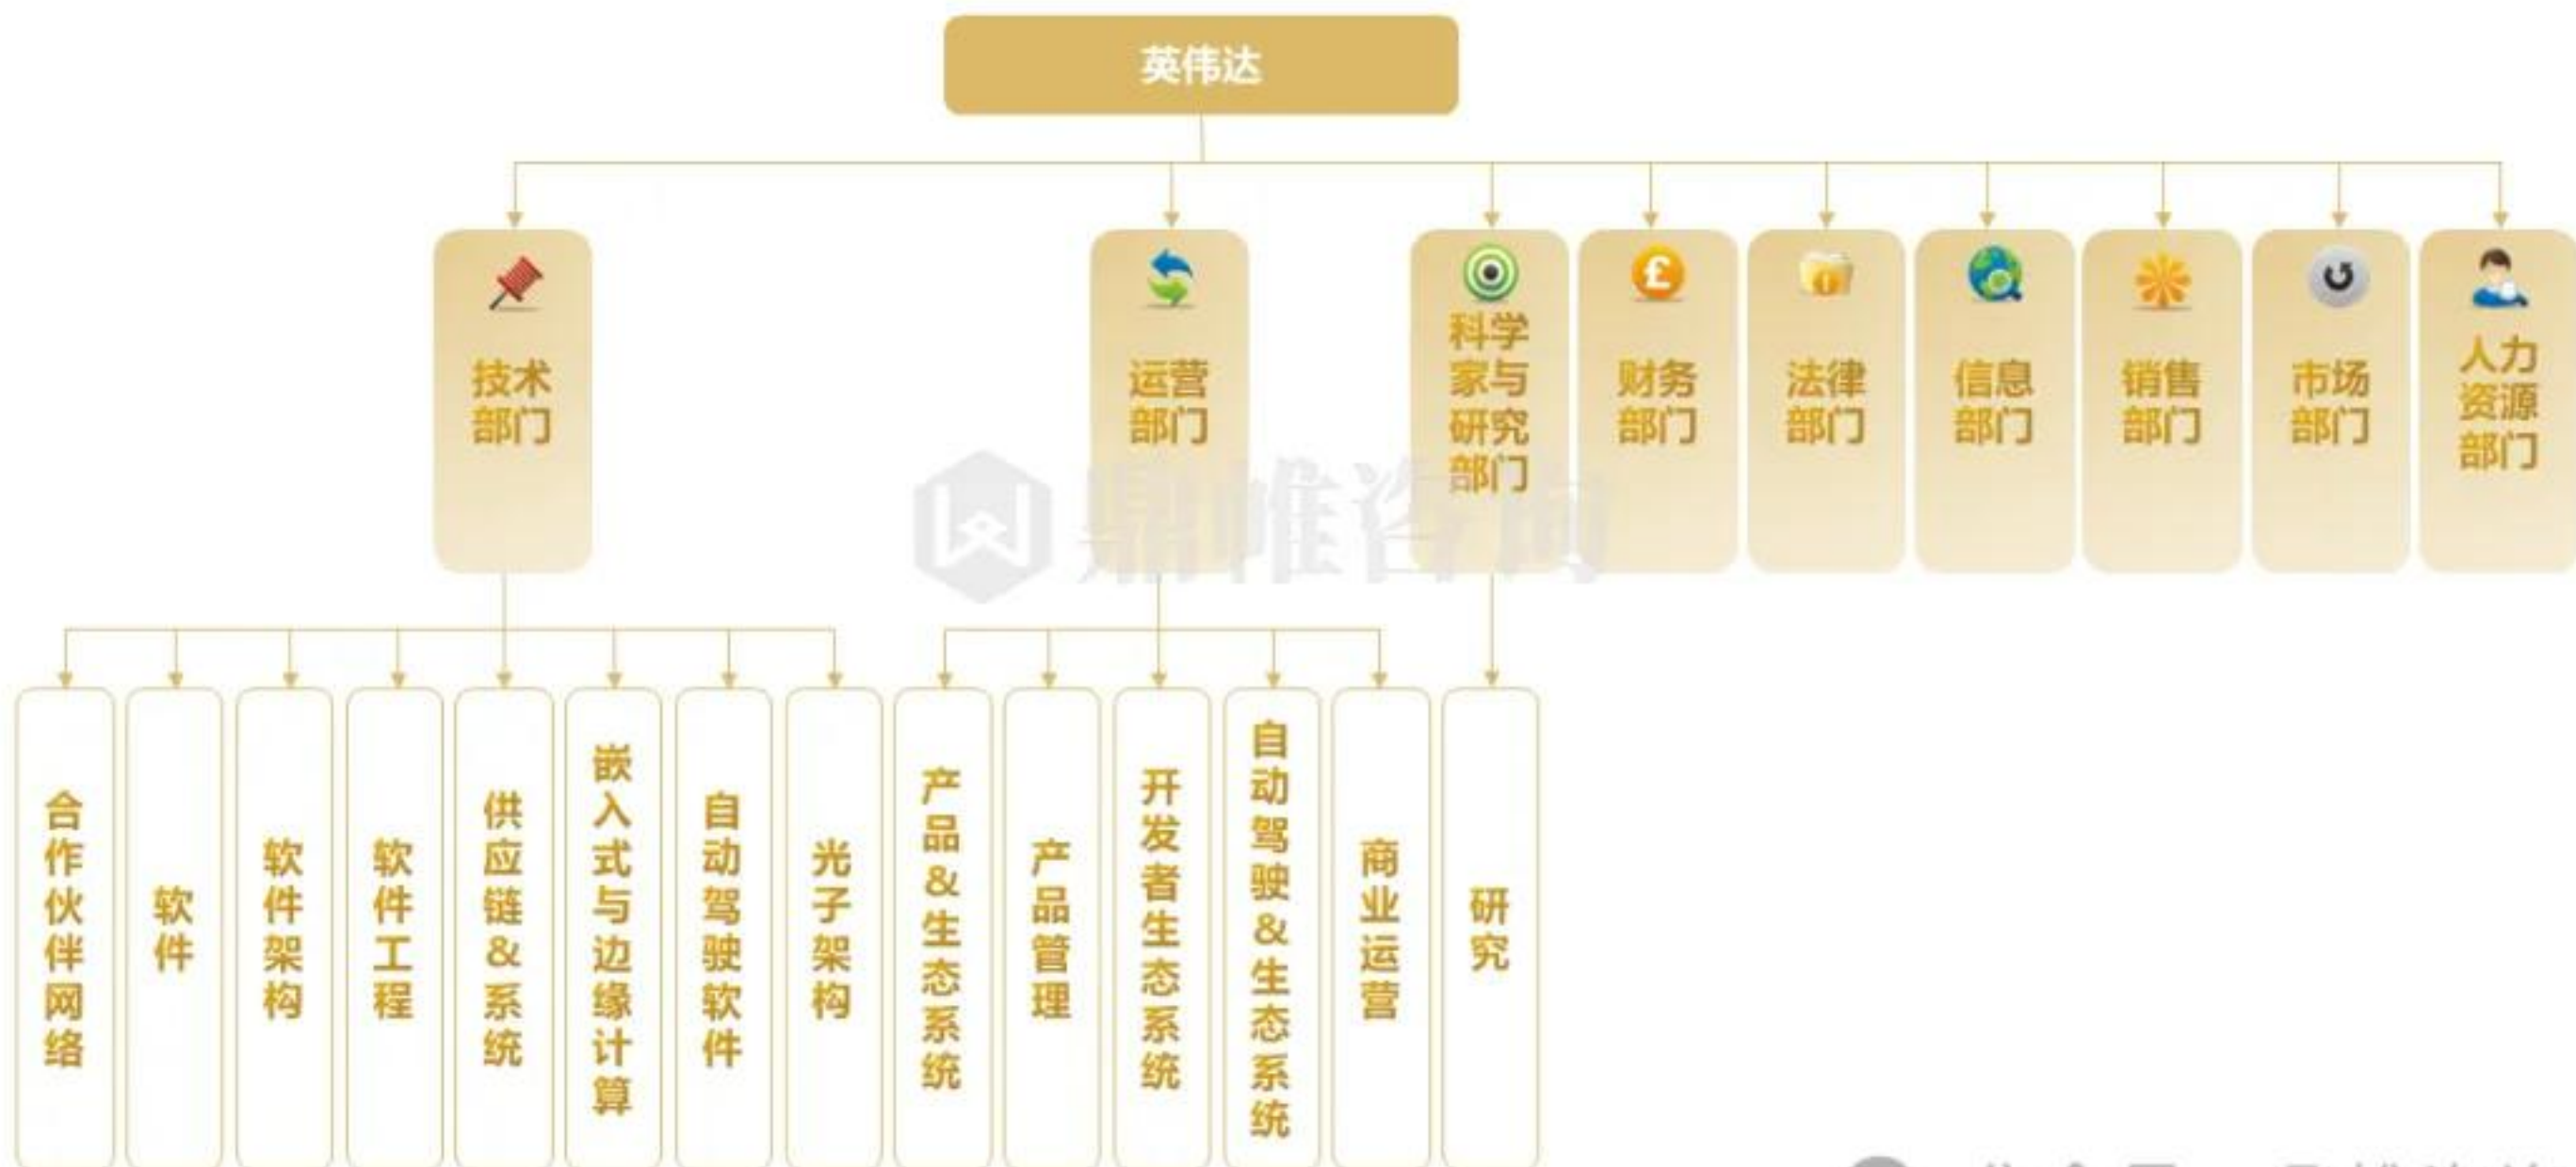 英伟达
技术
部门
运营
部门
科学
家与
研究
部门
财务
部门
法律
部门
信息
部门
销售
部门
市场
部门
人力
资源
部门
鼎帷咨询
合作伙伴网络
软件
软件架构
软件工程
供应链&系统
嵌入式与边缘计算
自动驾驶软件
光子架构
产品&生态系统
产品管理
开发者生态系统
自动驾驶&生态系统
商业运营
研究